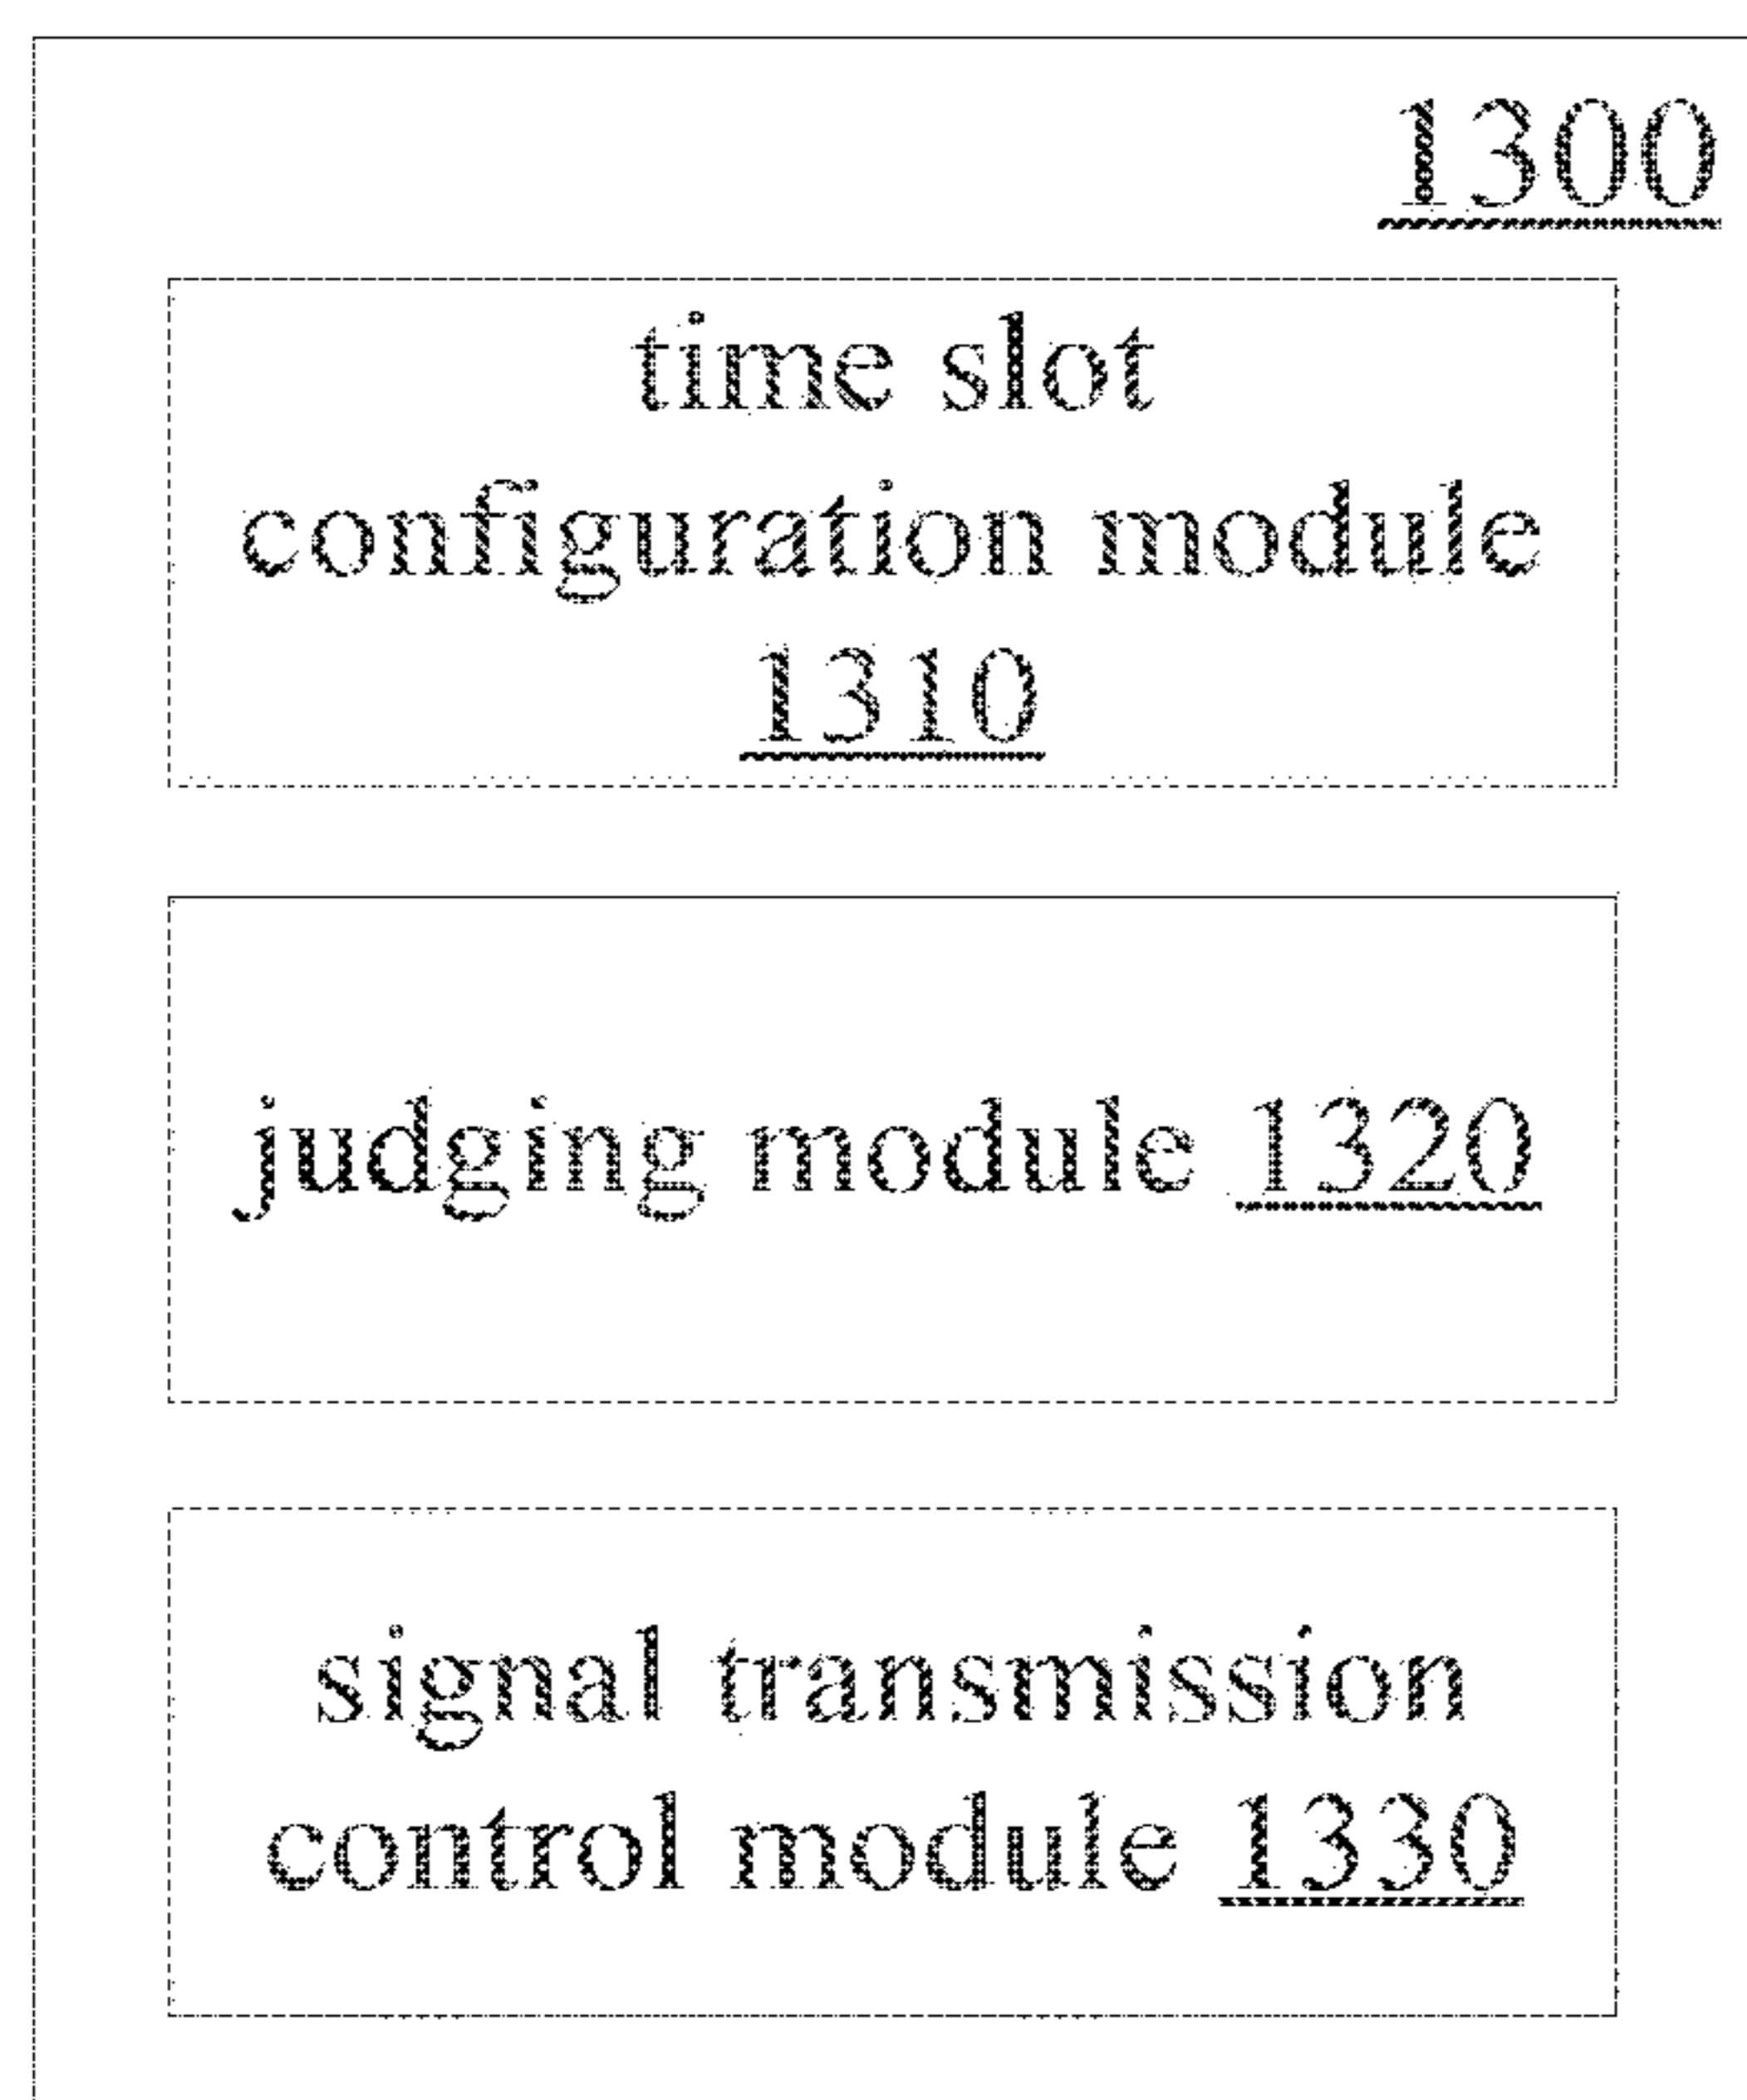 1300
time slot
configuration module
1310
judging module 1320
signal transmission
control module 1330